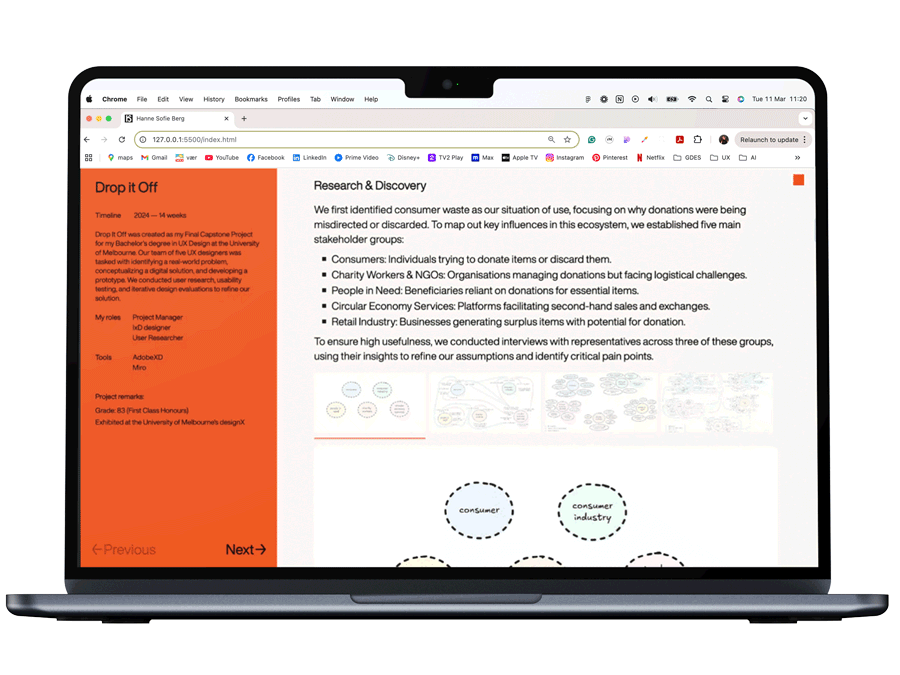 Chrome File Edit View History Bookmarks Profiles Tab Window Help Tue 11 Mar 11:20
Hanne Sofie Berg
127.0.0.1:5500/index.html Relaunch to update
maps Gmail vær YouTube Facebook LinkedIn Prime Video Disney+ TV2 Play Max Apple TV Instagram Pinterest Netflix GDES UX AI
Drop it Off
Timeline 2024 — 14 weeks
Drop It Off was created as my Final Capstone Project
for my Bachelor's degree in UX Design at the University
of Melbourne. Our team of five UX designers was
tasked with identifying a real-world problem,
conceptualizing a digital solution, and developing a
prototype. We conducted user research, usability
testing, and iterative design evaluations to refine our
solution.
My roles Project Manager
IxD designer
User Researcher
Tools AdobeXD
Miro
Project remarks:
Grade: 83 (First Class Honours)
Exhibited at the University of Melbourne's designX
←Previous Next→
Research & Discovery
We first identified consumer waste as our situation of use, focusing on why donations were being
misdirected or discarded. To map out key influences in this ecosystem, we established five main
stakeholder groups:
Consumers: Individuals trying to donate items or discard them.
Charity Workers & NGOs: Organisations managing donations but facing logistical challenges.
People in Need: Beneficiaries reliant on donations for essential items.
Circular Economy Services: Platforms facilitating second-hand sales and exchanges.
Retail Industry: Businesses generating surplus items with potential for donation.
To ensure high usefulness, we conducted interviews with representatives across three of these groups,
using their insights to refine our assumptions and identify critical pain points.
consumer
consumer
industry